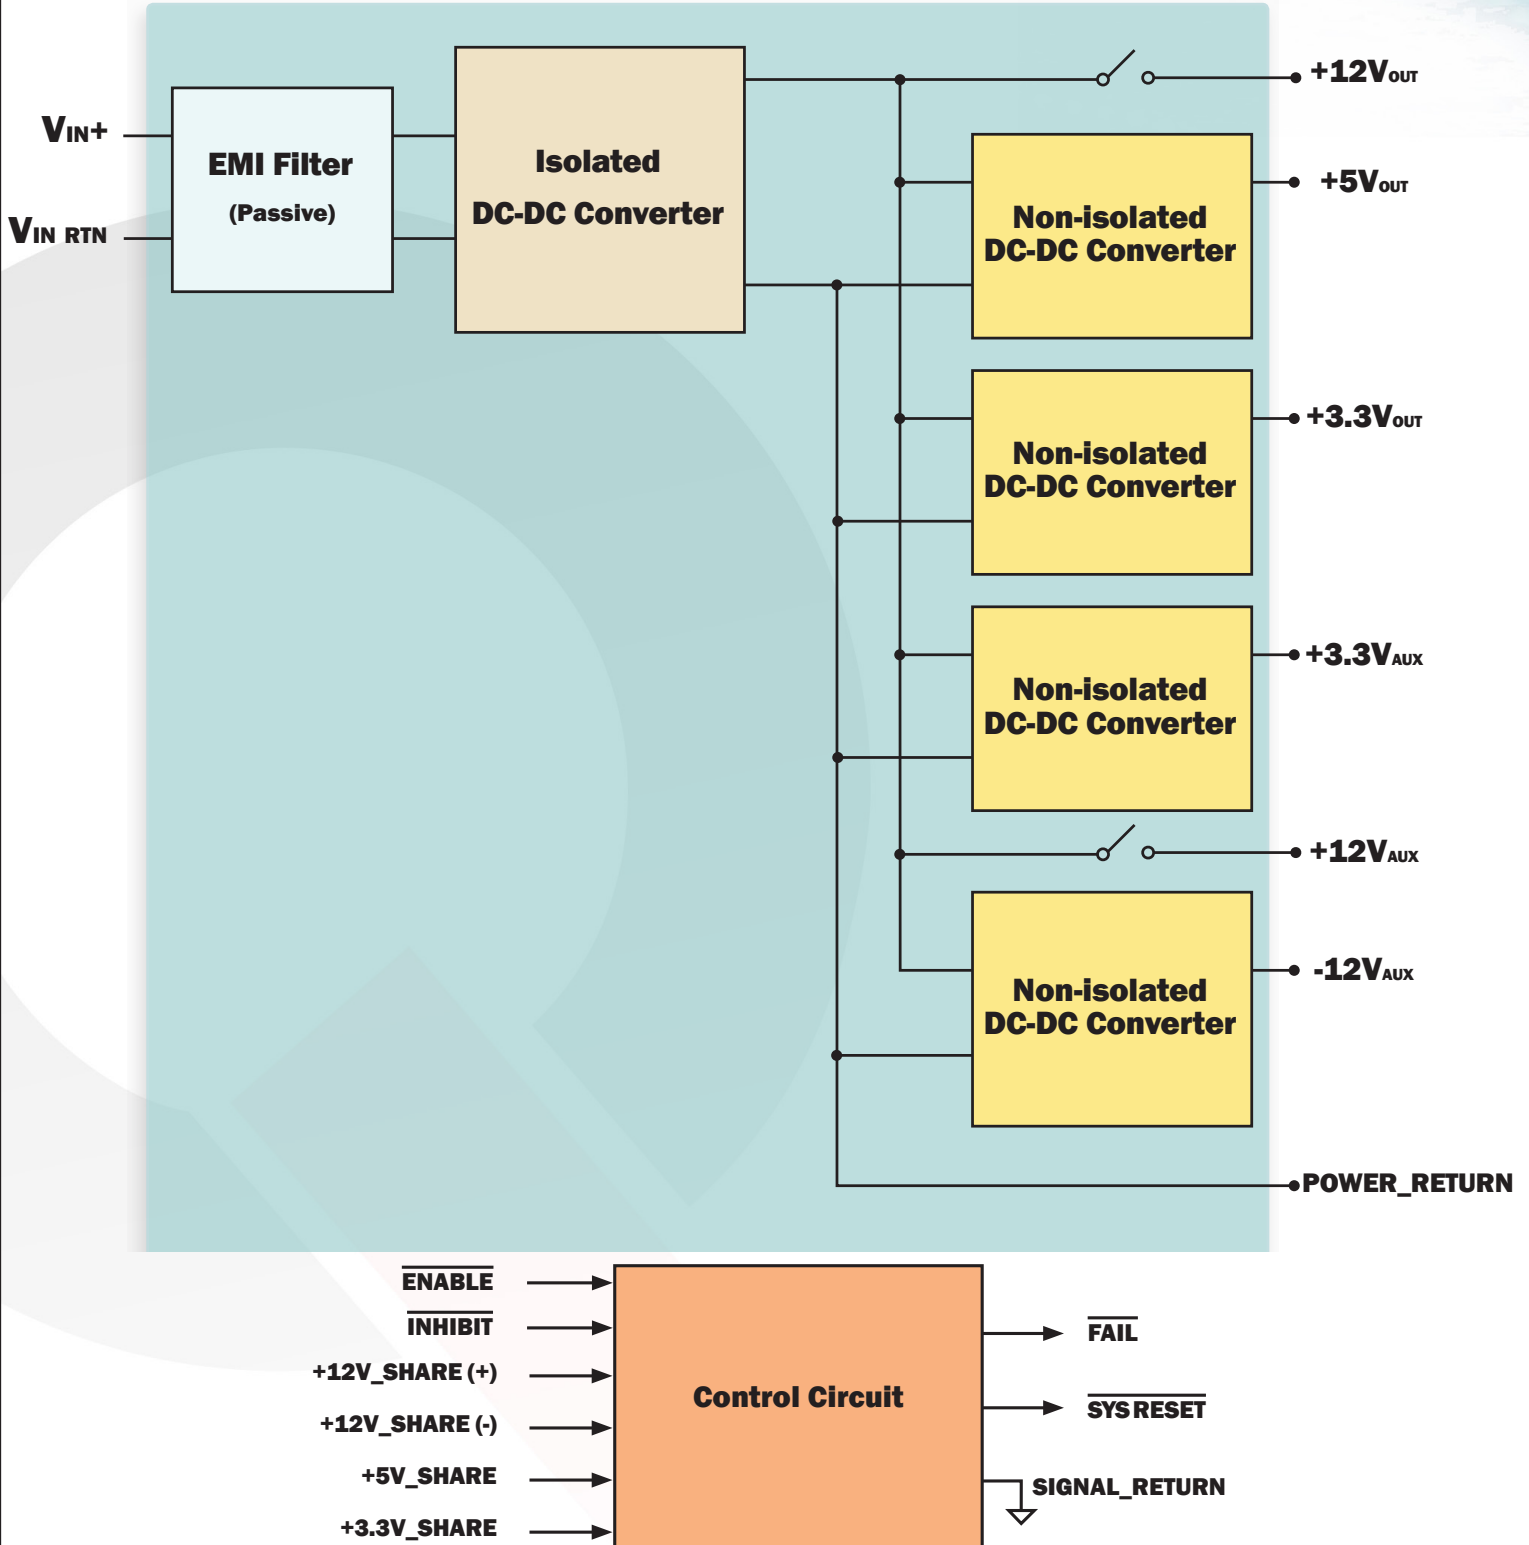 +12VOUT
VIN+
EMI Filter
(Passive)
Isolated
DC-DC Converter
+5VOUT
VIN RTN
Non-isolated
DC-DC Converter
+3.3VOUT
Non-isolated
DC-DC Converter
+3.3VAUX
Non-isolated
DC-DC Converter
+12VAUX
-12VAUX
Non-isolated
DC-DC Converter
POWER_RETURN
ENABLE
INHIBIT
+12V_SHARE (+)
+12V_SHARE (-)
+5V_SHARE
+3.3V_SHARE
Control Circuit
FAIL
SYS RESET
SIGNAL_RETURN